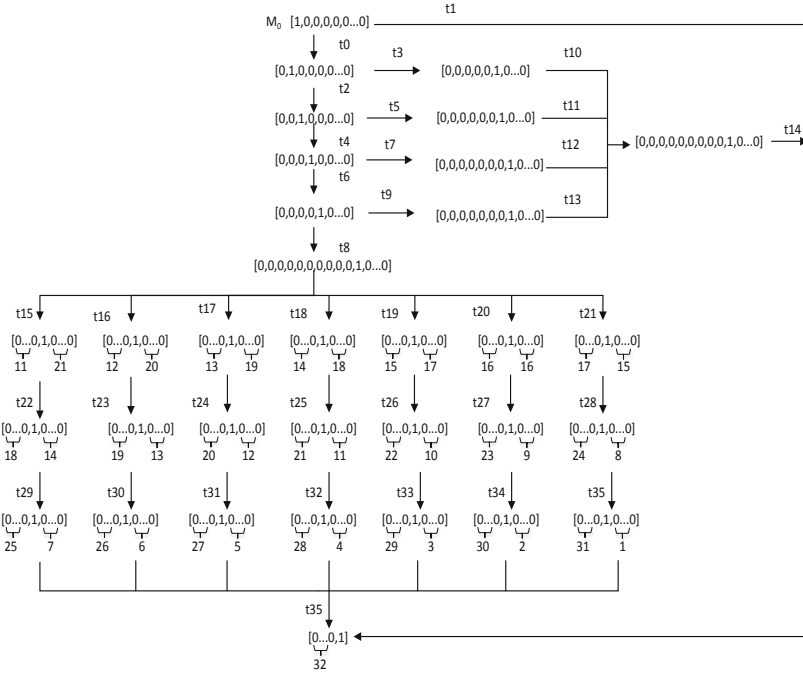 t1
M0 [1,0,0,0,0,0...0]
t0
t3
t10
[0,1,0,0,0,0...0]
[0,0,0,0,0,1,0...0]
t2
t5
t11
[0,0,1,0,0,0...0]
[0,0,0,0,0,0,1,0...0]
t14
t4
t7
t12
[0,0,0,0,0,0,0,0,0,1,0...0]
[0,0,0,1,0,0...0]
[0,0,0,0,0,0,0,1,0...0]
t6
t9
t13
[0,0,0,0,1,0...0]
[0,0,0,0,0,0,0,1,0...0]
t8
[0,0,0,0,0,0,0,0,0,0,1,0...0]
t15 t16 t17 t18 t19 t20 t21
[0...0,1,0...0] [0...0,1,0...0] [0...0,1,0...0] [0...0,1,0...0] [0...0,1,0...0] [0...0,1,0...0] [0...0,1,0...0]
11 21 12 20 13 19 14 18 15 17 16 16 17 15
t22 t23 t24 t25 t26 t27 t28
[0...0,1,0...0] [0...0,1,0...0] [0...0,1,0...0] [0...0,1,0...0] [0...0,1,0...0] [0...0,1,0...0] [0...0,1,0...0]
18 14 19 13 20 12 21 11 22 10 23 9 24 8
t29 t30 t31 t32 t33 t34 t35
[0...0,1,0...0] [0...0,1,0...0] [0...0,1,0...0] [0...0,1,0...0] [0...0,1,0...0] [0...0,1,0...0] [0...0,1,0...0]
25 7 26 6 27 5 28 4 29 3 30 2 31 1
t35
[0...0,1]
32